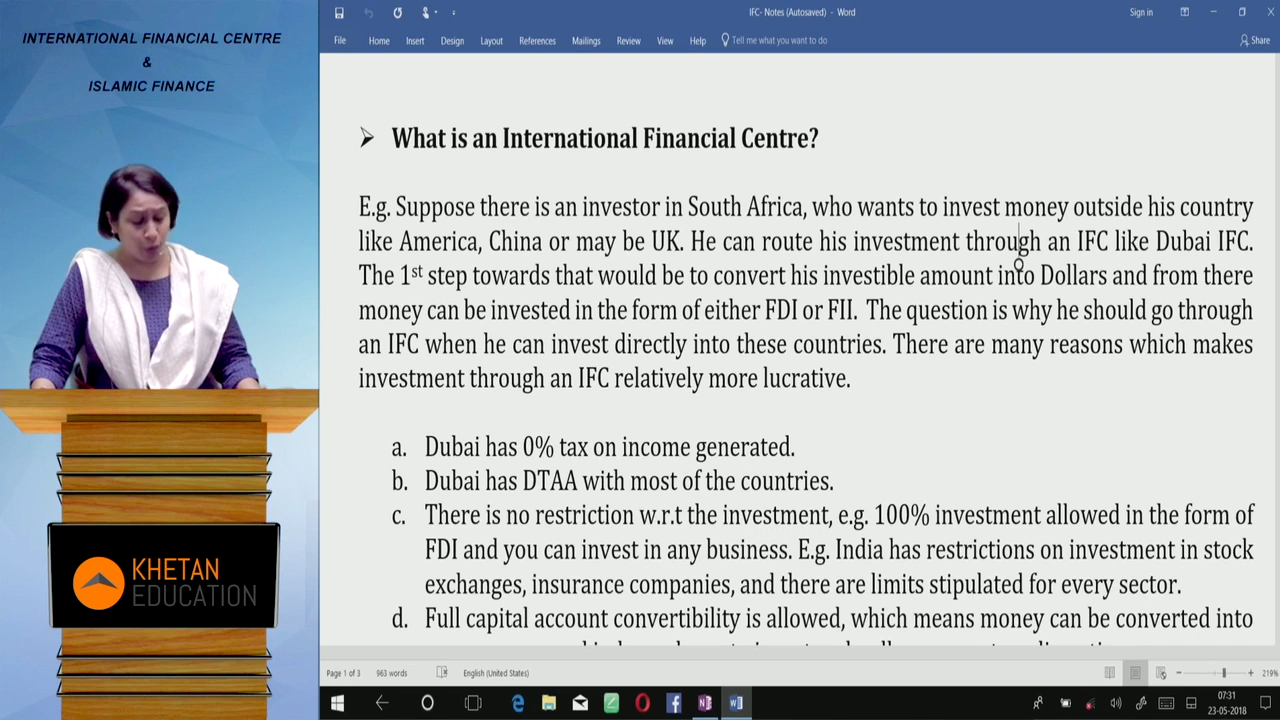 INTERNATIONAL FINANCIAL CENTRE
&
ISLAMIC FINANCE
KHETAN
EDUCATION
IFC- Notes (Autosaved) - Word
Sign in
File Home Insert Design Layout References Mailings Review View Help Tell me what you want to do Share
➤ What is an International Financial Centre?
E.g. Suppose there is an investor in South Africa, who wants to invest money outside his country
like America, China or may be UK. He can route his investment through an IFC like Dubai IFC.
The 1st step towards that would be to convert his investible amount into Dollars and from there
money can be invested in the form of either FDI or FII. The question is why he should go through
an IFC when he can invest directly into these countries. There are many reasons which makes
investment through an IFC relatively more lucrative.
a. Dubai has 0% tax on income generated.
b. Dubai has DTAA with most of the countries.
c. There is no restriction w.r.t the investment, e.g. 100% investment allowed in the form of
FDI and you can invest in any business. E.g. India has restrictions on investment in stock
exchanges, insurance companies, and there are limits stipulated for every sector.
d. Full capital account convertibility is allowed, which means money can be converted into
Page 1 of 3 963 words English (United States) 219%
07:31
23-05-2018